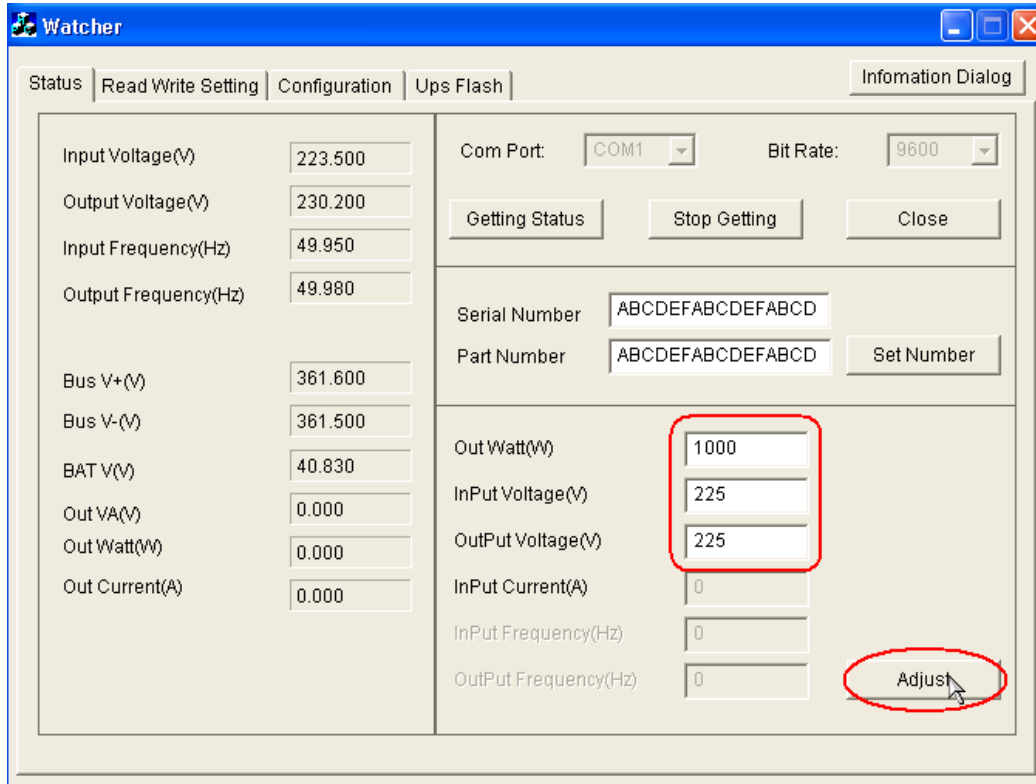 Watcher
Status Read Write Setting Configuration Ups Flash Infomation Dialog
Input Voltage(V) 223.500
Output Voltage(V) 230.200
Input Frequency(Hz) 49.950
Output Frequency(Hz) 49.980
Bus V+(V) 361.600
Bus V-(V) 361.500
BAT V(V) 40.830
Out VA(V) 0.000
Out Watt(W) 0.000
Out Current(A) 0.000
Com Port: COM1 Bit Rate: 9600
Getting Status Stop Getting Close
Serial Number ABCDEFABCDEFABCD
Part Number ABCDEFABCDEFABCD Set Number
Out Watt(W) 1000
InPut Voltage(V) 225
OutPut Voltage(V) 225
InPut Current(A) 0
InPut Frequency(Hz) 0
OutPut Frequency(Hz) 0 Adjust